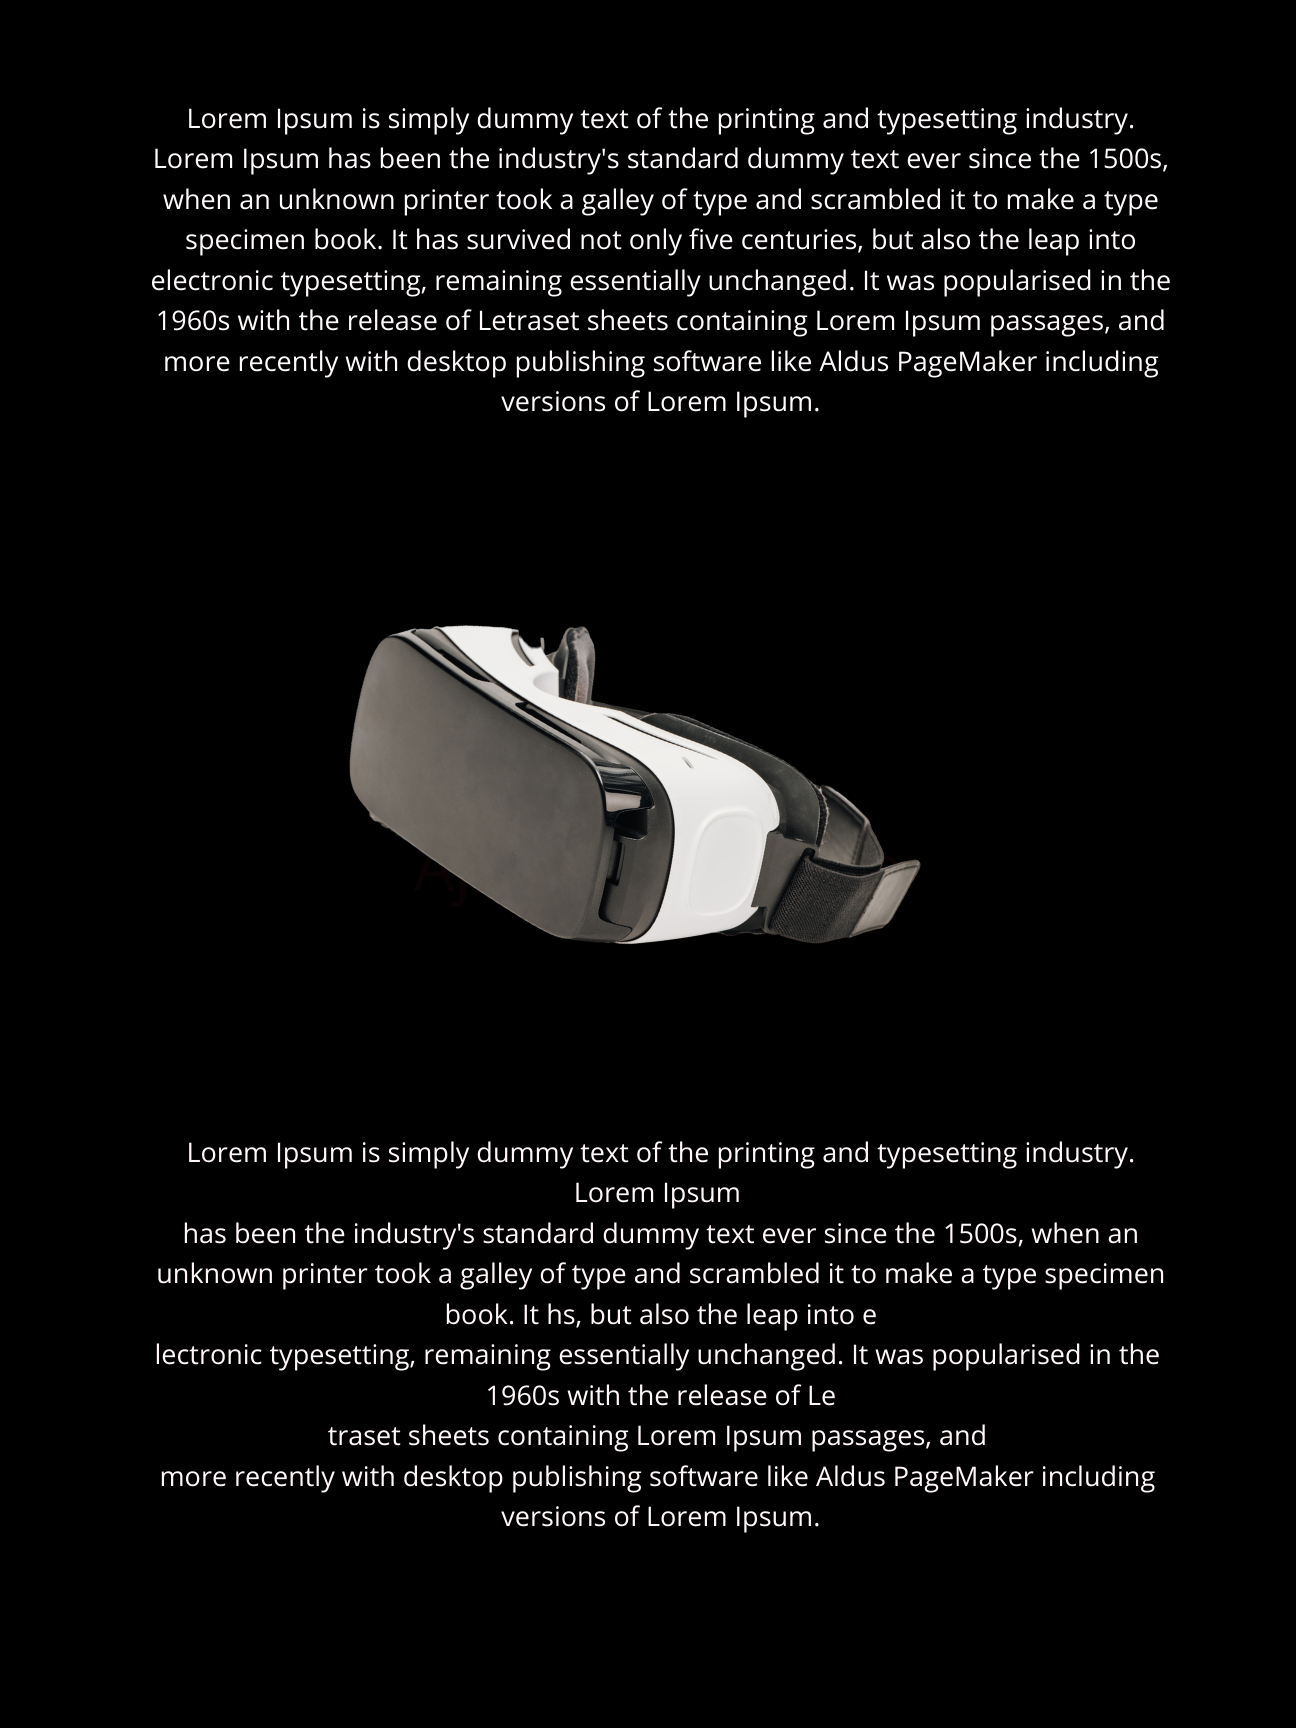 Lorem Ipsum is simply dummy text of the printing and typesetting industry.
Lorem Ipsum has been the industry's standard dummy text ever since the 1500s,
when an unknown printer took a galley of type and scrambled it to make a type
specimen book. It has survived not only five centuries, but also the leap into
electronic typesetting, remaining essentially unchanged. It was popularised in the
1960s with the release of Letraset sheets containing Lorem Ipsum passages, and
more recently with desktop publishing software like Aldus PageMaker including
versions of Lorem Ipsum.
Lorem Ipsum is simply dummy text of the printing and typesetting industry.
Lorem Ipsum
has been the industry's standard dummy text ever since the 1500s, when an
unknown printer took a galley of type and scrambled it to make a type specimen
book. It hs, but also the leap into e
lectronic typesetting, remaining essentially unchanged. It was popularised in the
1960s with the release of Le
traset sheets containing Lorem Ipsum passages, and
more recently with desktop publishing software like Aldus PageMaker including
versions of Lorem Ipsum.